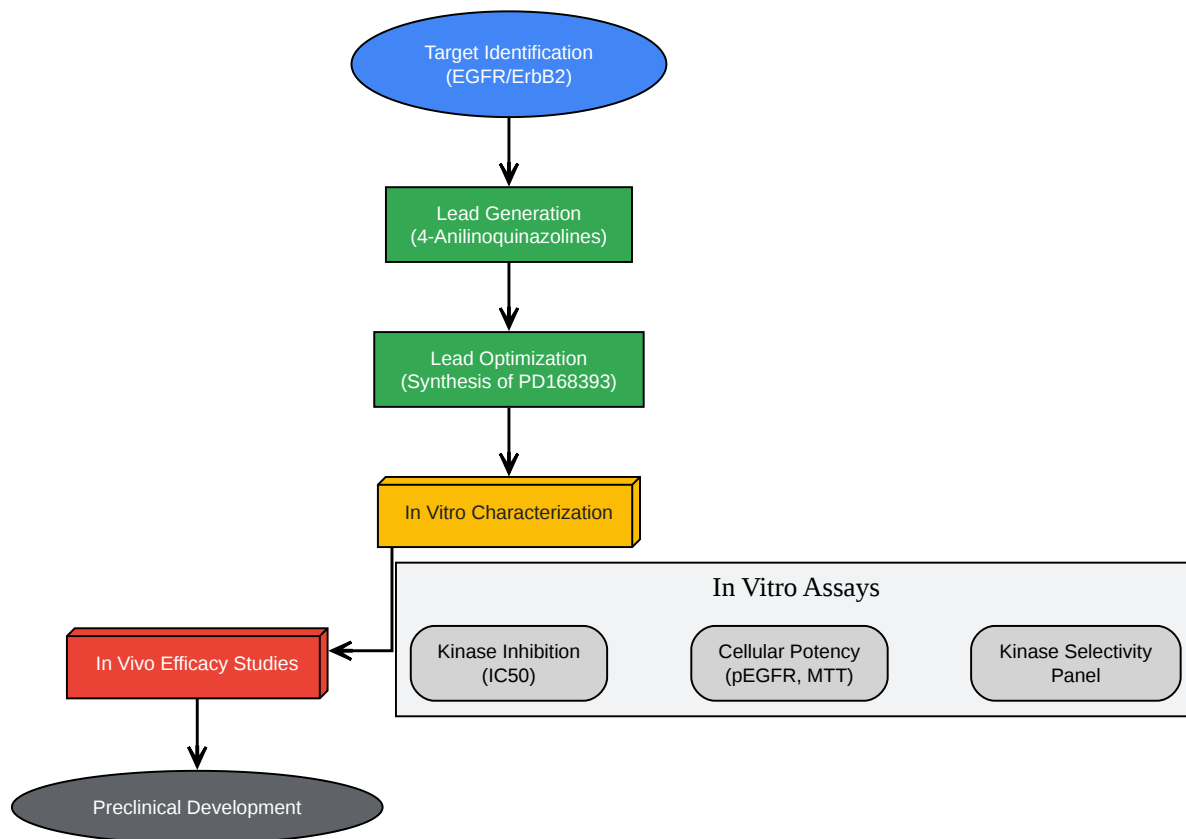 Target Identification
(EGFR/ErbB2)
Lead Generation
(4-Anilinoquinazolines)
Lead Optimization
(Synthesis of PD168393)
In Vitro Characterization
In Vitro Assays
Kinase Inhibition
(IC50)
Cellular Potency
(pEGFR, MTT)
Kinase Selectivity
Panel
In Vivo Efficacy Studies
Preclinical Development